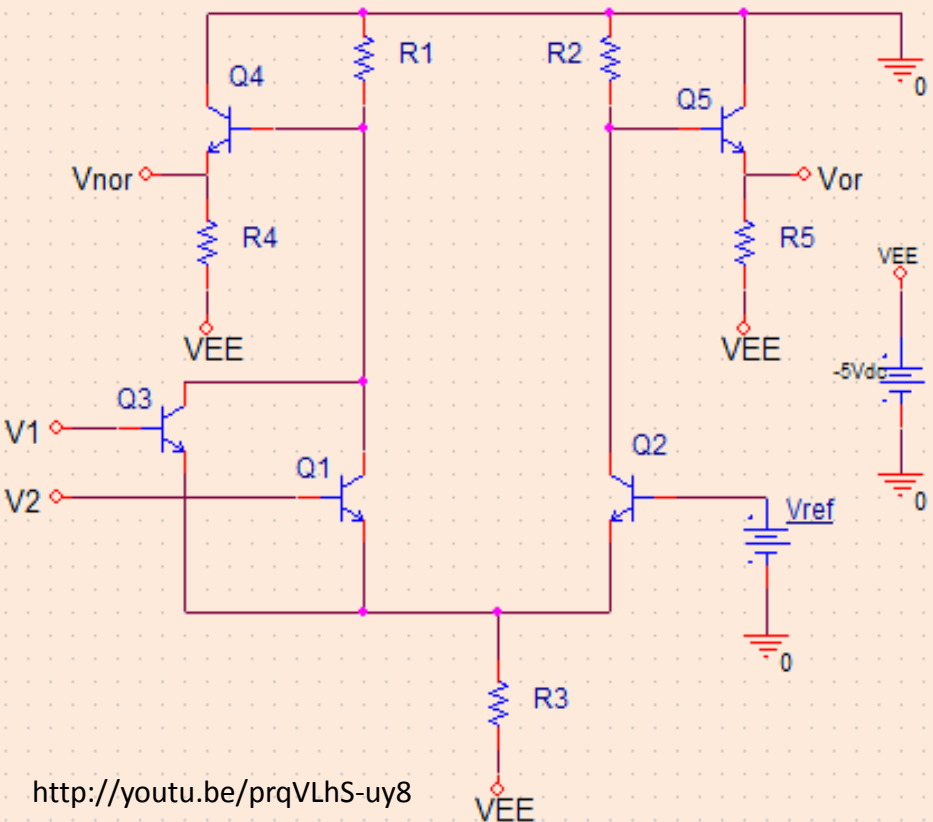 R1
R2
Q4
Q5
0
Vnor
Vor
R4
R5
VEE
VEE
VEE
-5Vdc
Q3
V1
Q1
Q2
V2
Vref
0
0
R3
http://youtu.be/prqVLhS-uy8
VEE